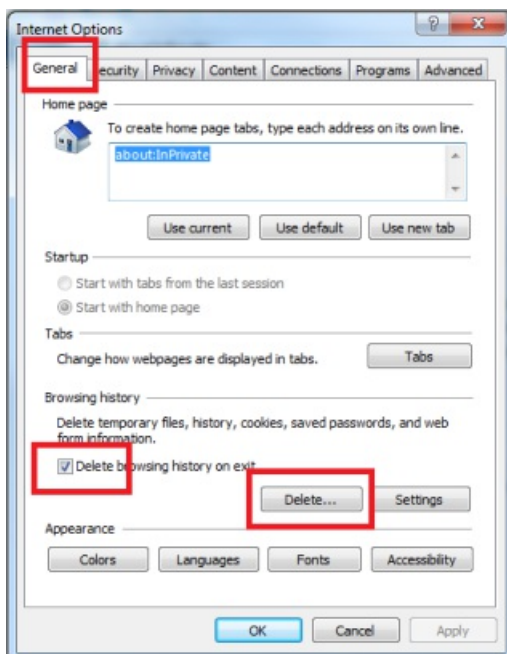 Internet Options
General Security Privacy Content Connections Programs Advanced
Home page
To create home page tabs, type each address on its own line.
about:InPrivate
Use current Use default Use new tab
Startup
Start with tabs from the last session
Start with home page
Tabs
Change how webpages are displayed in tabs. Tabs
Browsing history
Delete temporary files, history, cookies, saved passwords, and web
form information.
Delete browsing history on exit
Delete... Settings
Appearance
Colors Languages Fonts Accessibility
OK Cancel Apply